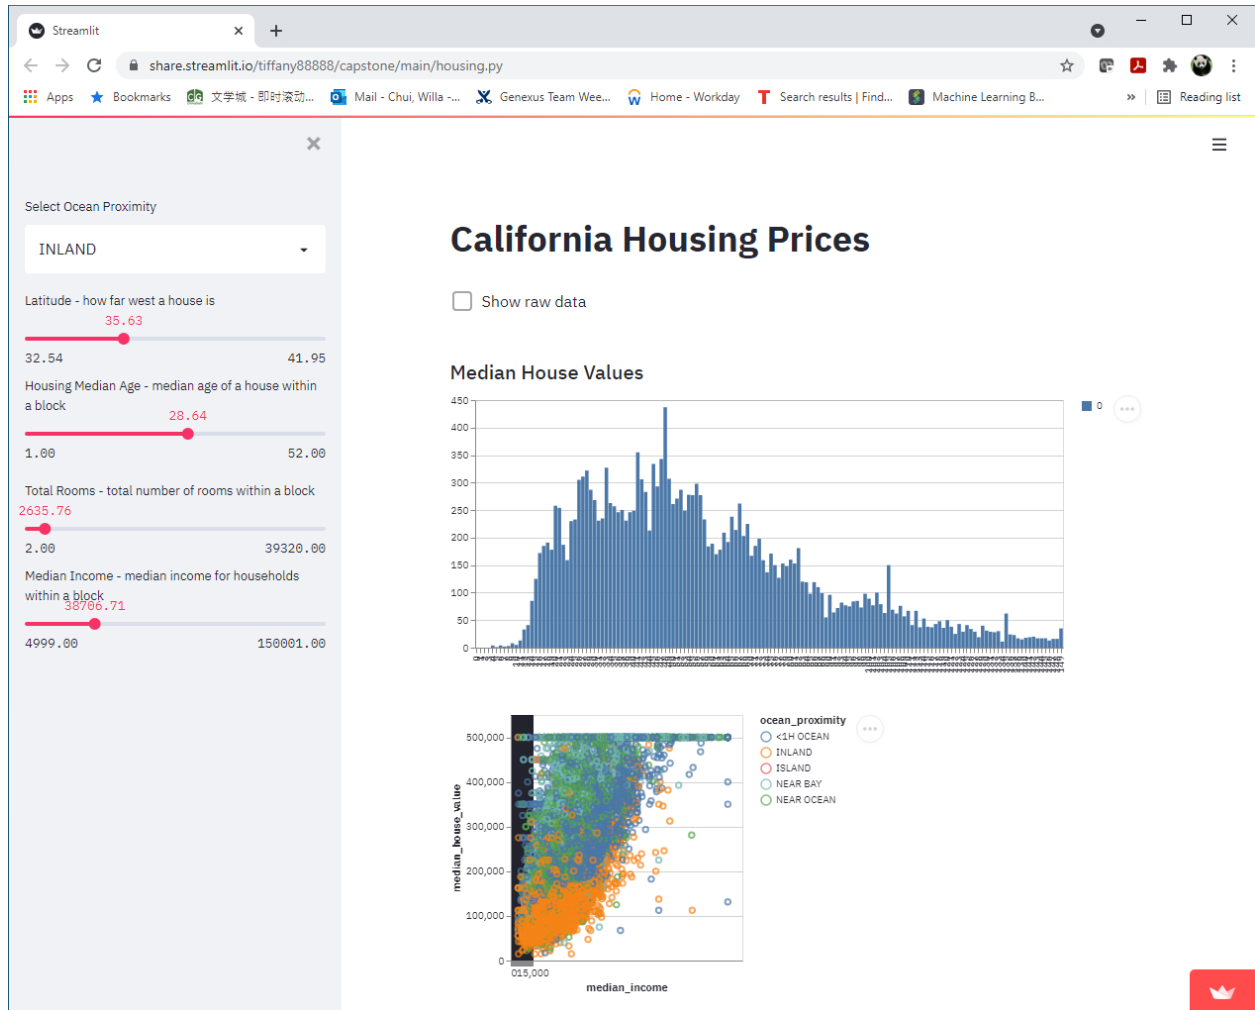 Streamlit
share.streamlit.io/tiffany88888/capstone/main/housing.py
Apps Bookmarks 文学城 - 即时滚动... Mail - Chui, Willa -... Genexus Team Wee... Home - Workday Search results | Find... Machine Learning B... » Reading list
Select Ocean Proximity
INLAND
Latitude - how far west a house is
35.63
32.54 41.95
Housing Median Age - median age of a house within
a block
28.64
1.00 52.00
Total Rooms - total number of rooms within a block
2635.76
2.00 39320.00
Median Income - median income for households
within a block
38706.71
4999.00 150001.00
California Housing Prices
Show raw data
Median House Values
450
400
350
300
250
200
150
100
50
0
0
ocean_proximity
<1H OCEAN
INLAND
ISLAND
NEAR BAY
NEAR OCEAN
median_house_value
500,000
400,000
300,000
200,000
100,000
0
015,000
median_income